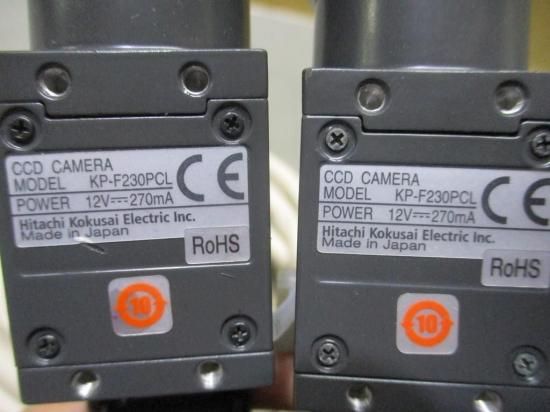 CCD CAMERA
MODEL KP-F230PCL
POWER 12V⎓270mA
Hitachi Kokusai Electric Inc.
Made in Japan
CE
RoHS
10
CCD CAMERA
MODEL KP-F230PCL
POWER 12V⎓270mA
Hitachi Kokusai Electric Inc.
Made in Japan
CE
RoHS
10